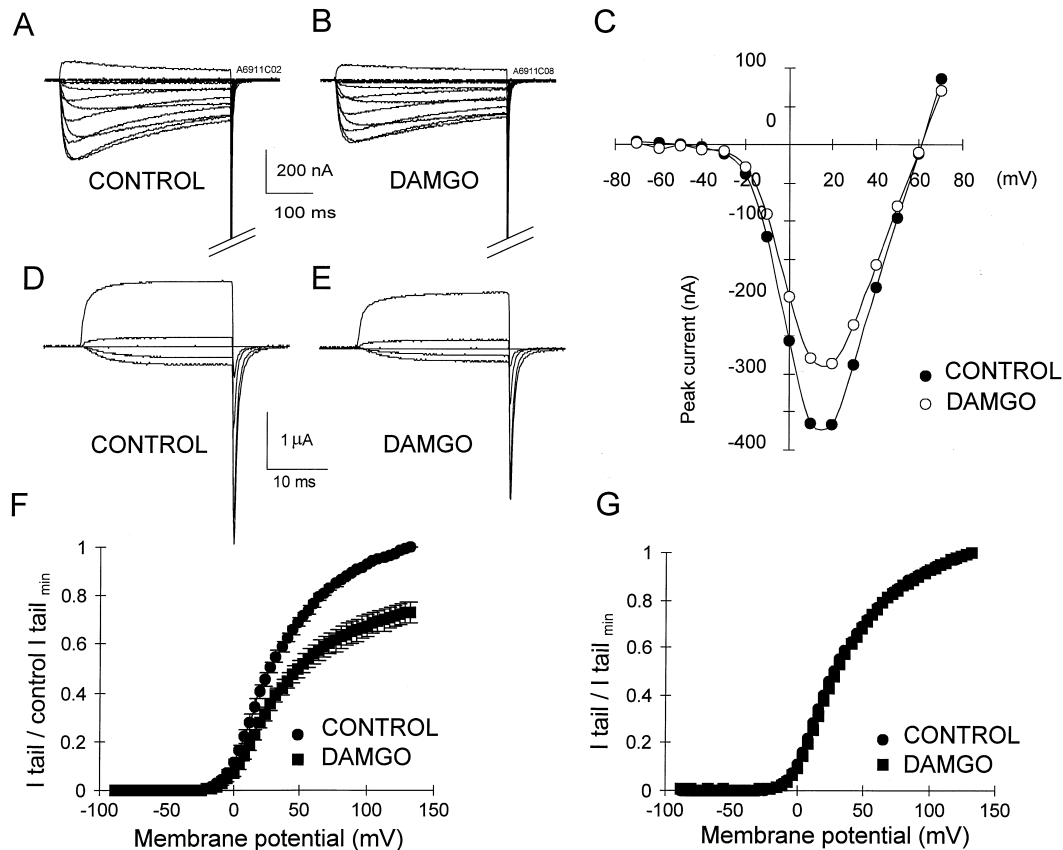 A
A6911C02
CONTROL
B
A6911C08
DAMGO
200 nA
100 ms
C
100
0
-80 -60 -40 -20 20 40 60 80 (mV)
-100
-200
-300
-400
Peak current (nA)
CONTROL
DAMGO
D
CONTROL
E
DAMGO
1 µA
10 ms
F
1
0.8
0.6
0.4
0.2
0
-100 -50 0 50 100 150
I tail / control I tail min
Membrane potential (mV)
CONTROL
DAMGO
G
1
0.8
0.6
0.4
0.2
0
-100 -50 0 50 100 150
I tail / I tail min
Membrane potential (mV)
CONTROL
DAMGO